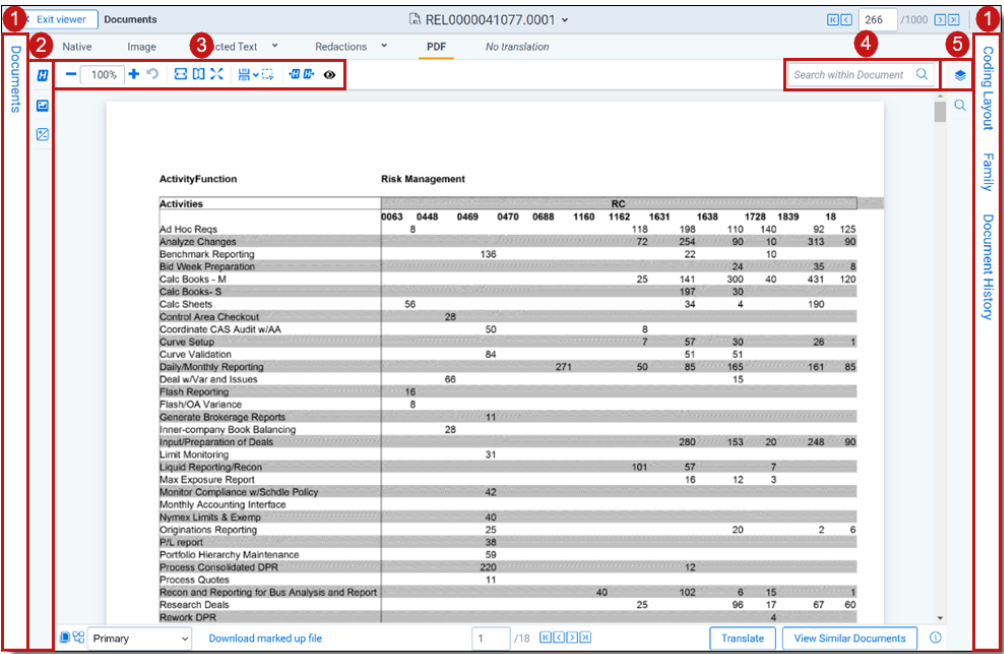 1 Exit viewer Documents REL0000041077.0001 266 /1000 1
2 Native Image 3 cted Text Redactions PDF No translation 4 5
Documents
100% Search within Document
Coding Layout
Family
Document History
ActivityFunction Risk Management
Activities RC
0063 0448 0469 0470 0688 1160 1162 1631 1638 1728 1839 18
Ad Hoc Reqs 8 118 198 110 140 92 125
Analyze Changes 72 254 90 10 313 90
Benchmark Reporting 136 22 10
Bid Week Preparation 24 35 8
Calc Books - M 25 141 300 40 431 120
Calc Books- S 197 30
Calc Sheets 56 34 4 190
Control Area Checkout 28
Coordinate CAS Audit w/AA 50 8
Curve Setup 7 57 30 26 1
Curve Validation 84 51 51
Daily/Monthly Reporting 271 50 85 165 161 85
Deal w/Var and Issues 66 15
Flash Reporting 16
Flash/OA Variance 8
Generate Brokerage Reports 11
Inner-company Book Balancing 28
Input/Preparation of Deals 280 153 20 248 90
Limit Monitoring 31
Liquid Reporting/Recon 101 57 7
Max Exposure Report 16 12 3
Monitor Compliance w/Schdle Policy 42
Monthly Accounting Interface
Nymex Limits & Exemp 40
Originations Reporting 25 20 2 6
P/L report 38
Portfolio Hierarchy Maintenance 59
Process Consolidated DPR 220 12
Process Quotes 11
Recon and Reporting for Bus Analysis and Report 40 102 6 15 1
Research Deals 25 96 17 67 60
Rework DPR 4
Primary Download marked up file 1 /18 Translate View Similar Documents